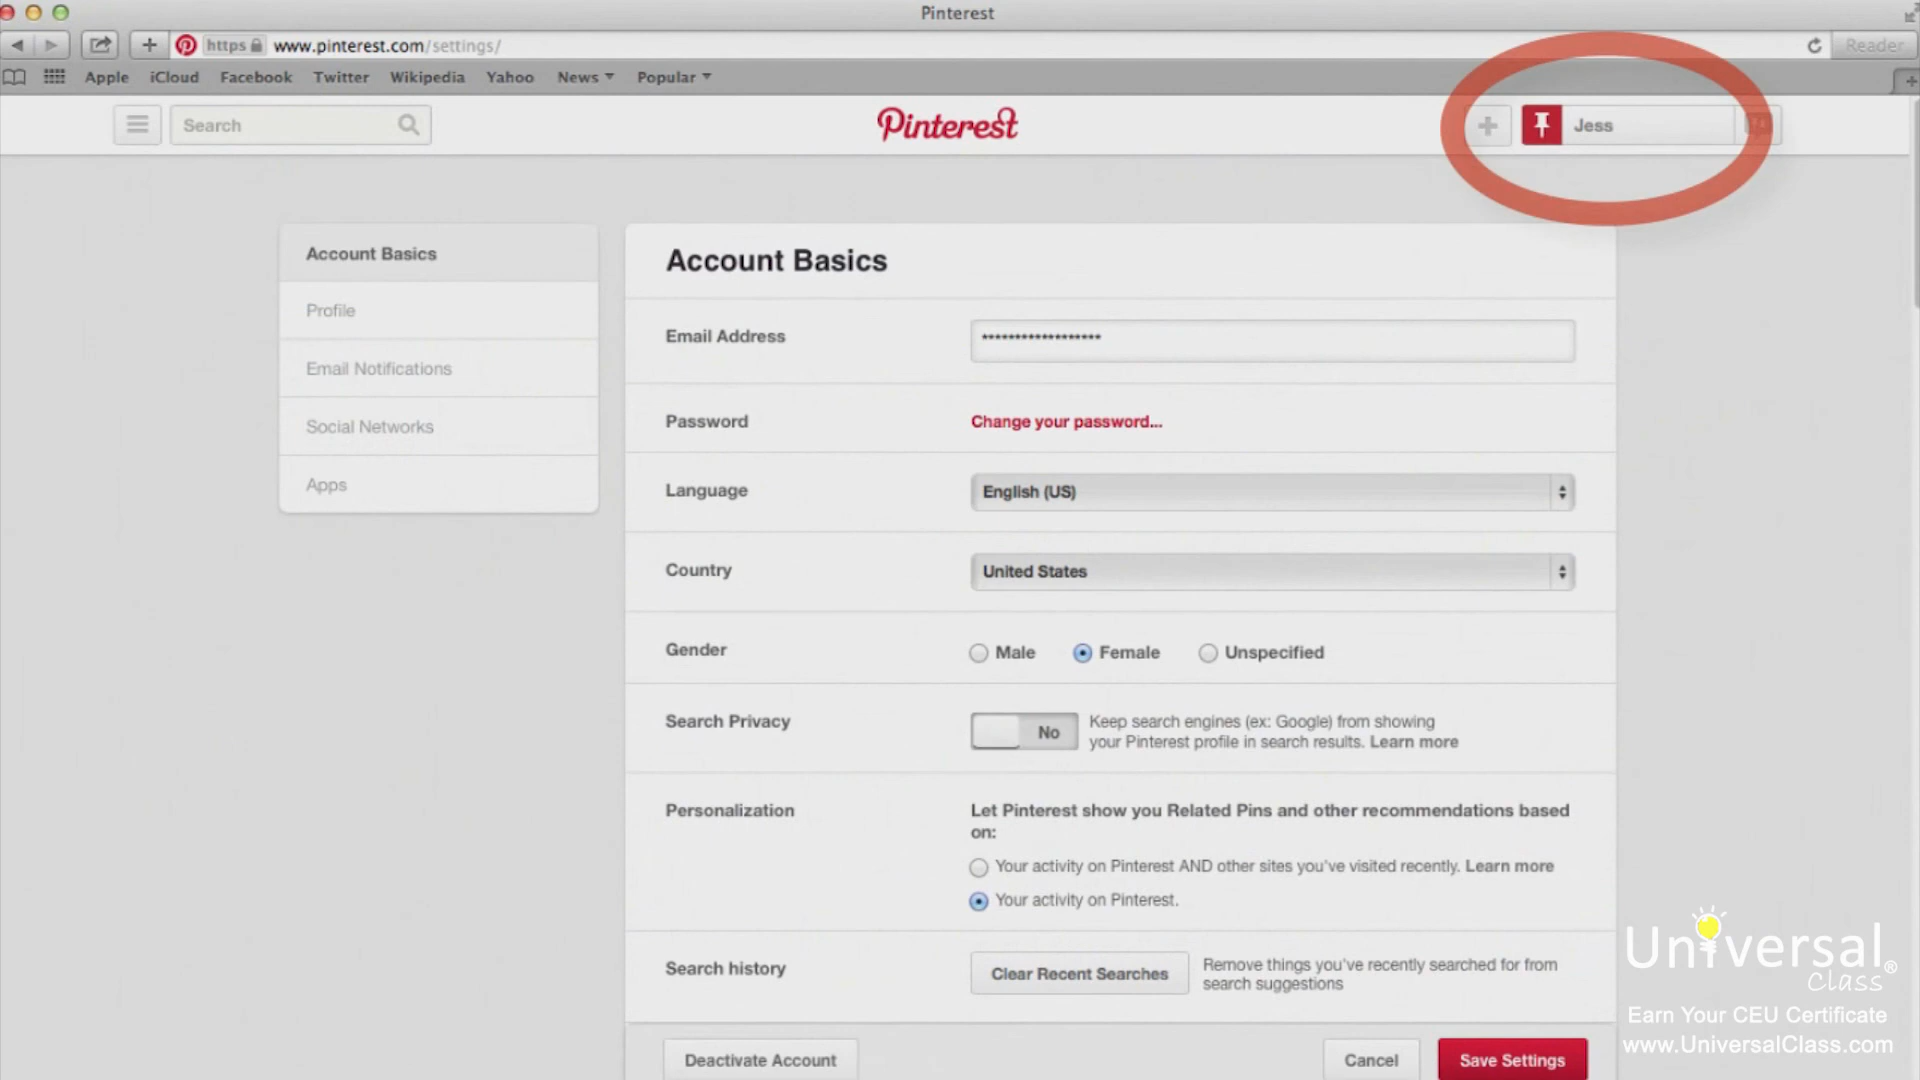 Pinterest
https www.pinterest.com/settings/
Reader
Apple iCloud Facebook Twitter Wikipedia Yahoo News Popular
Search
Pinterest
Jess
Account Basics
Profile
Email Notifications
Social Networks
Apps
Account Basics
Email Address
******************
Password
Change your password...
Language
English (US)
Country
United States
Gender
Male
Female
Unspecified
Search Privacy
No
Keep search engines (ex: Google) from showing
your Pinterest profile in search results. Learn more
Personalization
Let Pinterest show you Related Pins and other recommendations based
on:
Your activity on Pinterest AND other sites you've visited recently. Learn more
Your activity on Pinterest.
Search history
Clear Recent Searches
Remove things you've recently searched for from
search suggestions
Deactivate Account
Cancel
Save Settings
Universal
Class®
Earn Your CEU Certificate
www.UniversalClass.com